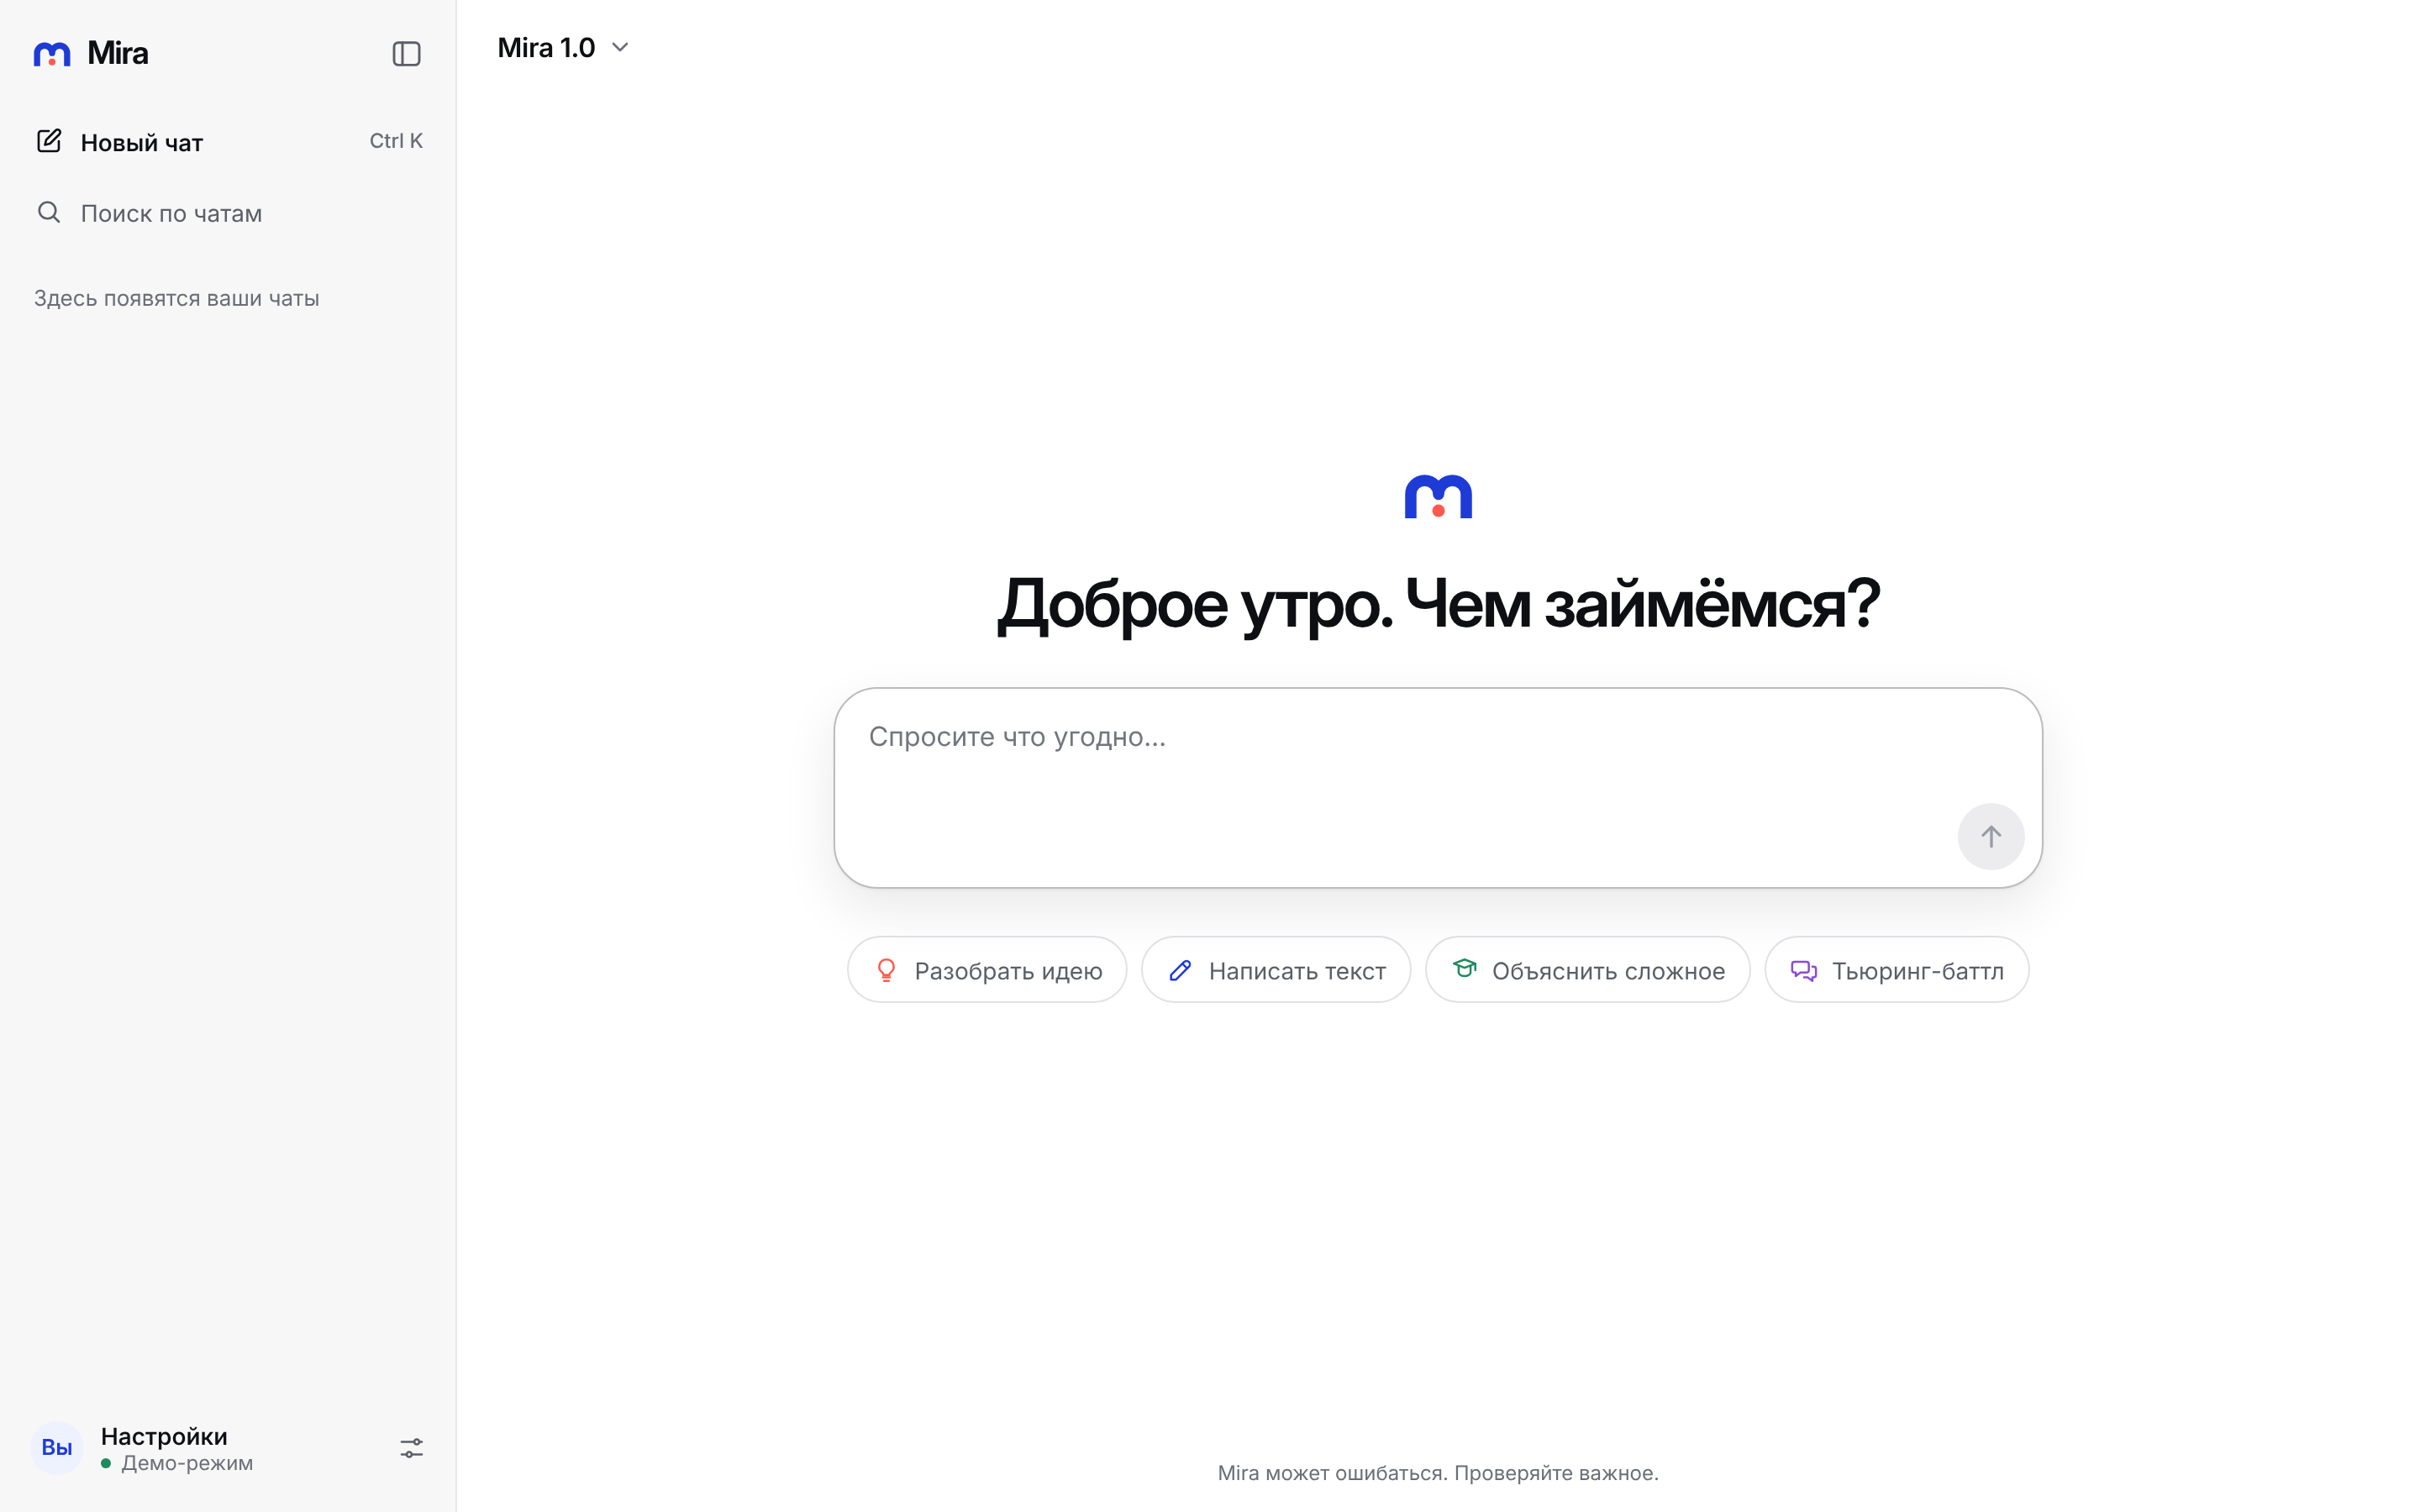 Mira
Новый чат
Ctrl K
Поиск по чатам
Здесь появятся ваши чаты
Вы
Настройки
Демо-режим
Mira 1.0
Доброе утро. Чем займёмся?
Спросите что угодно...
Разобрать идею
Написать текст
Объяснить сложное
Тьюринг-баттл
Mira может ошибаться. Проверяйте важное.